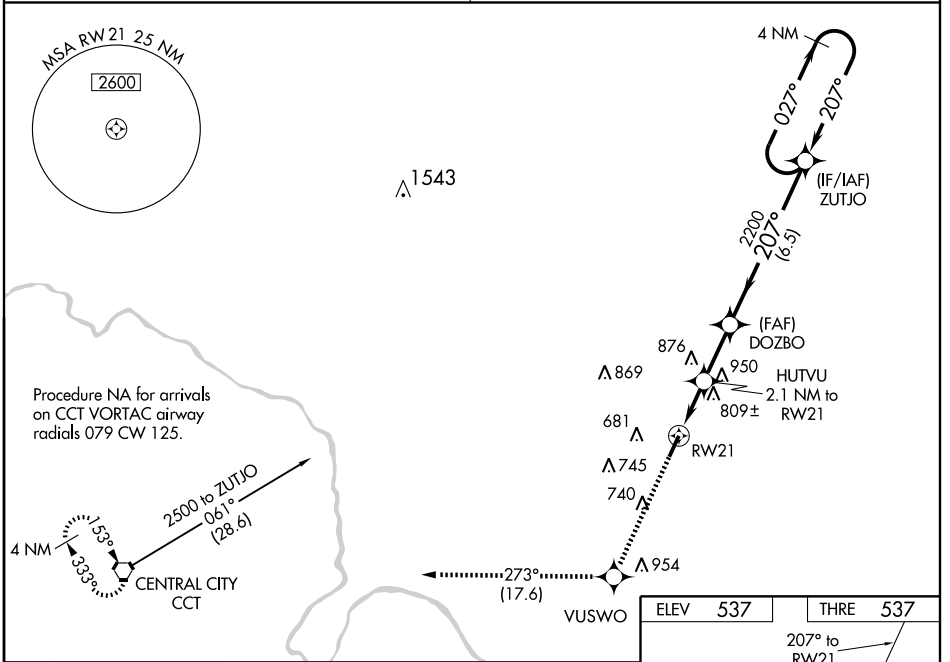 MSA RW 21 25 NM
2600
1543
4 NM
027°
207°
(IF/IAF)
ZUTJO
2200
207°
(6.5)
(FAF)
DOZBO
876
950
869
HUTVU
2.1 NM to
RW21
809±
681
RW21
745
740
Procedure NA for arrivals
on CCT VORTAC airway
radials 079 CW 125.
2500 to ZUTJO
061°
(28.6)
4 NM
153°
333°
CENTRAL CITY
CCT
273°
(17.6)
954
VUSWO
ELEV 537
THRE 537
207° to
RW21